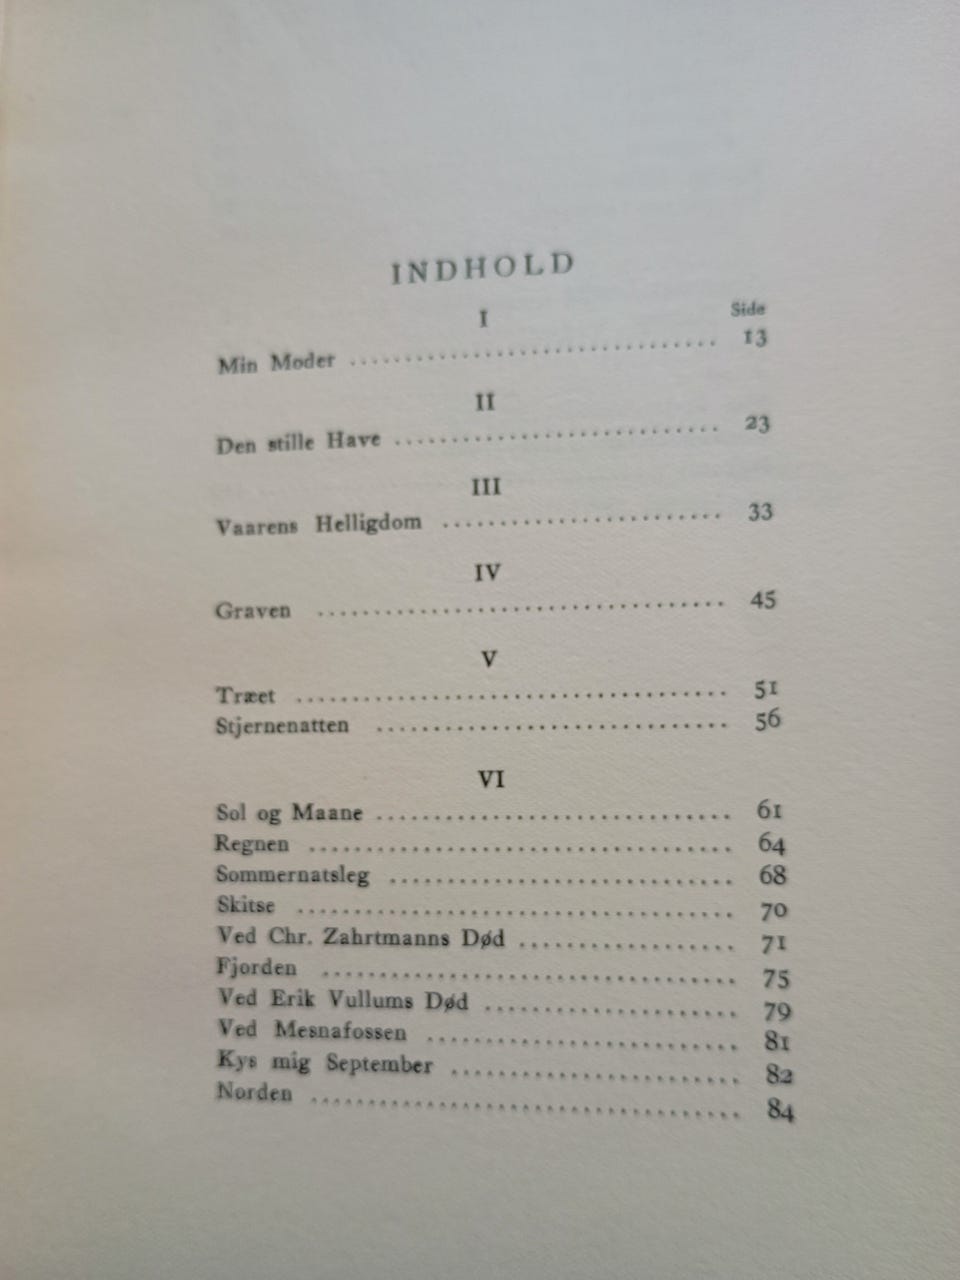 INDHOLD
I
Side
Min Moder ................................ 13
II
Den stille Have ............................ 23
III
Vaarens Helligdom ........................ 33
IV
Graven ................................... 45
V
Træet .................................... 51
Stjernenatten ............................. 56
VI
Sol og Maane .............................. 61
Regnen ................................... 64
Sommernatsleg ............................ 68
Skitse .................................... 70
Ved Chr. Zahrtmanns Død .................. 71
Fjorden .................................. 75
Ved Erik Vullums Død ..................... 79
Ved Mesnafossen ......................... 81
Kys mig September ....................... 82
Norden ................................... 84